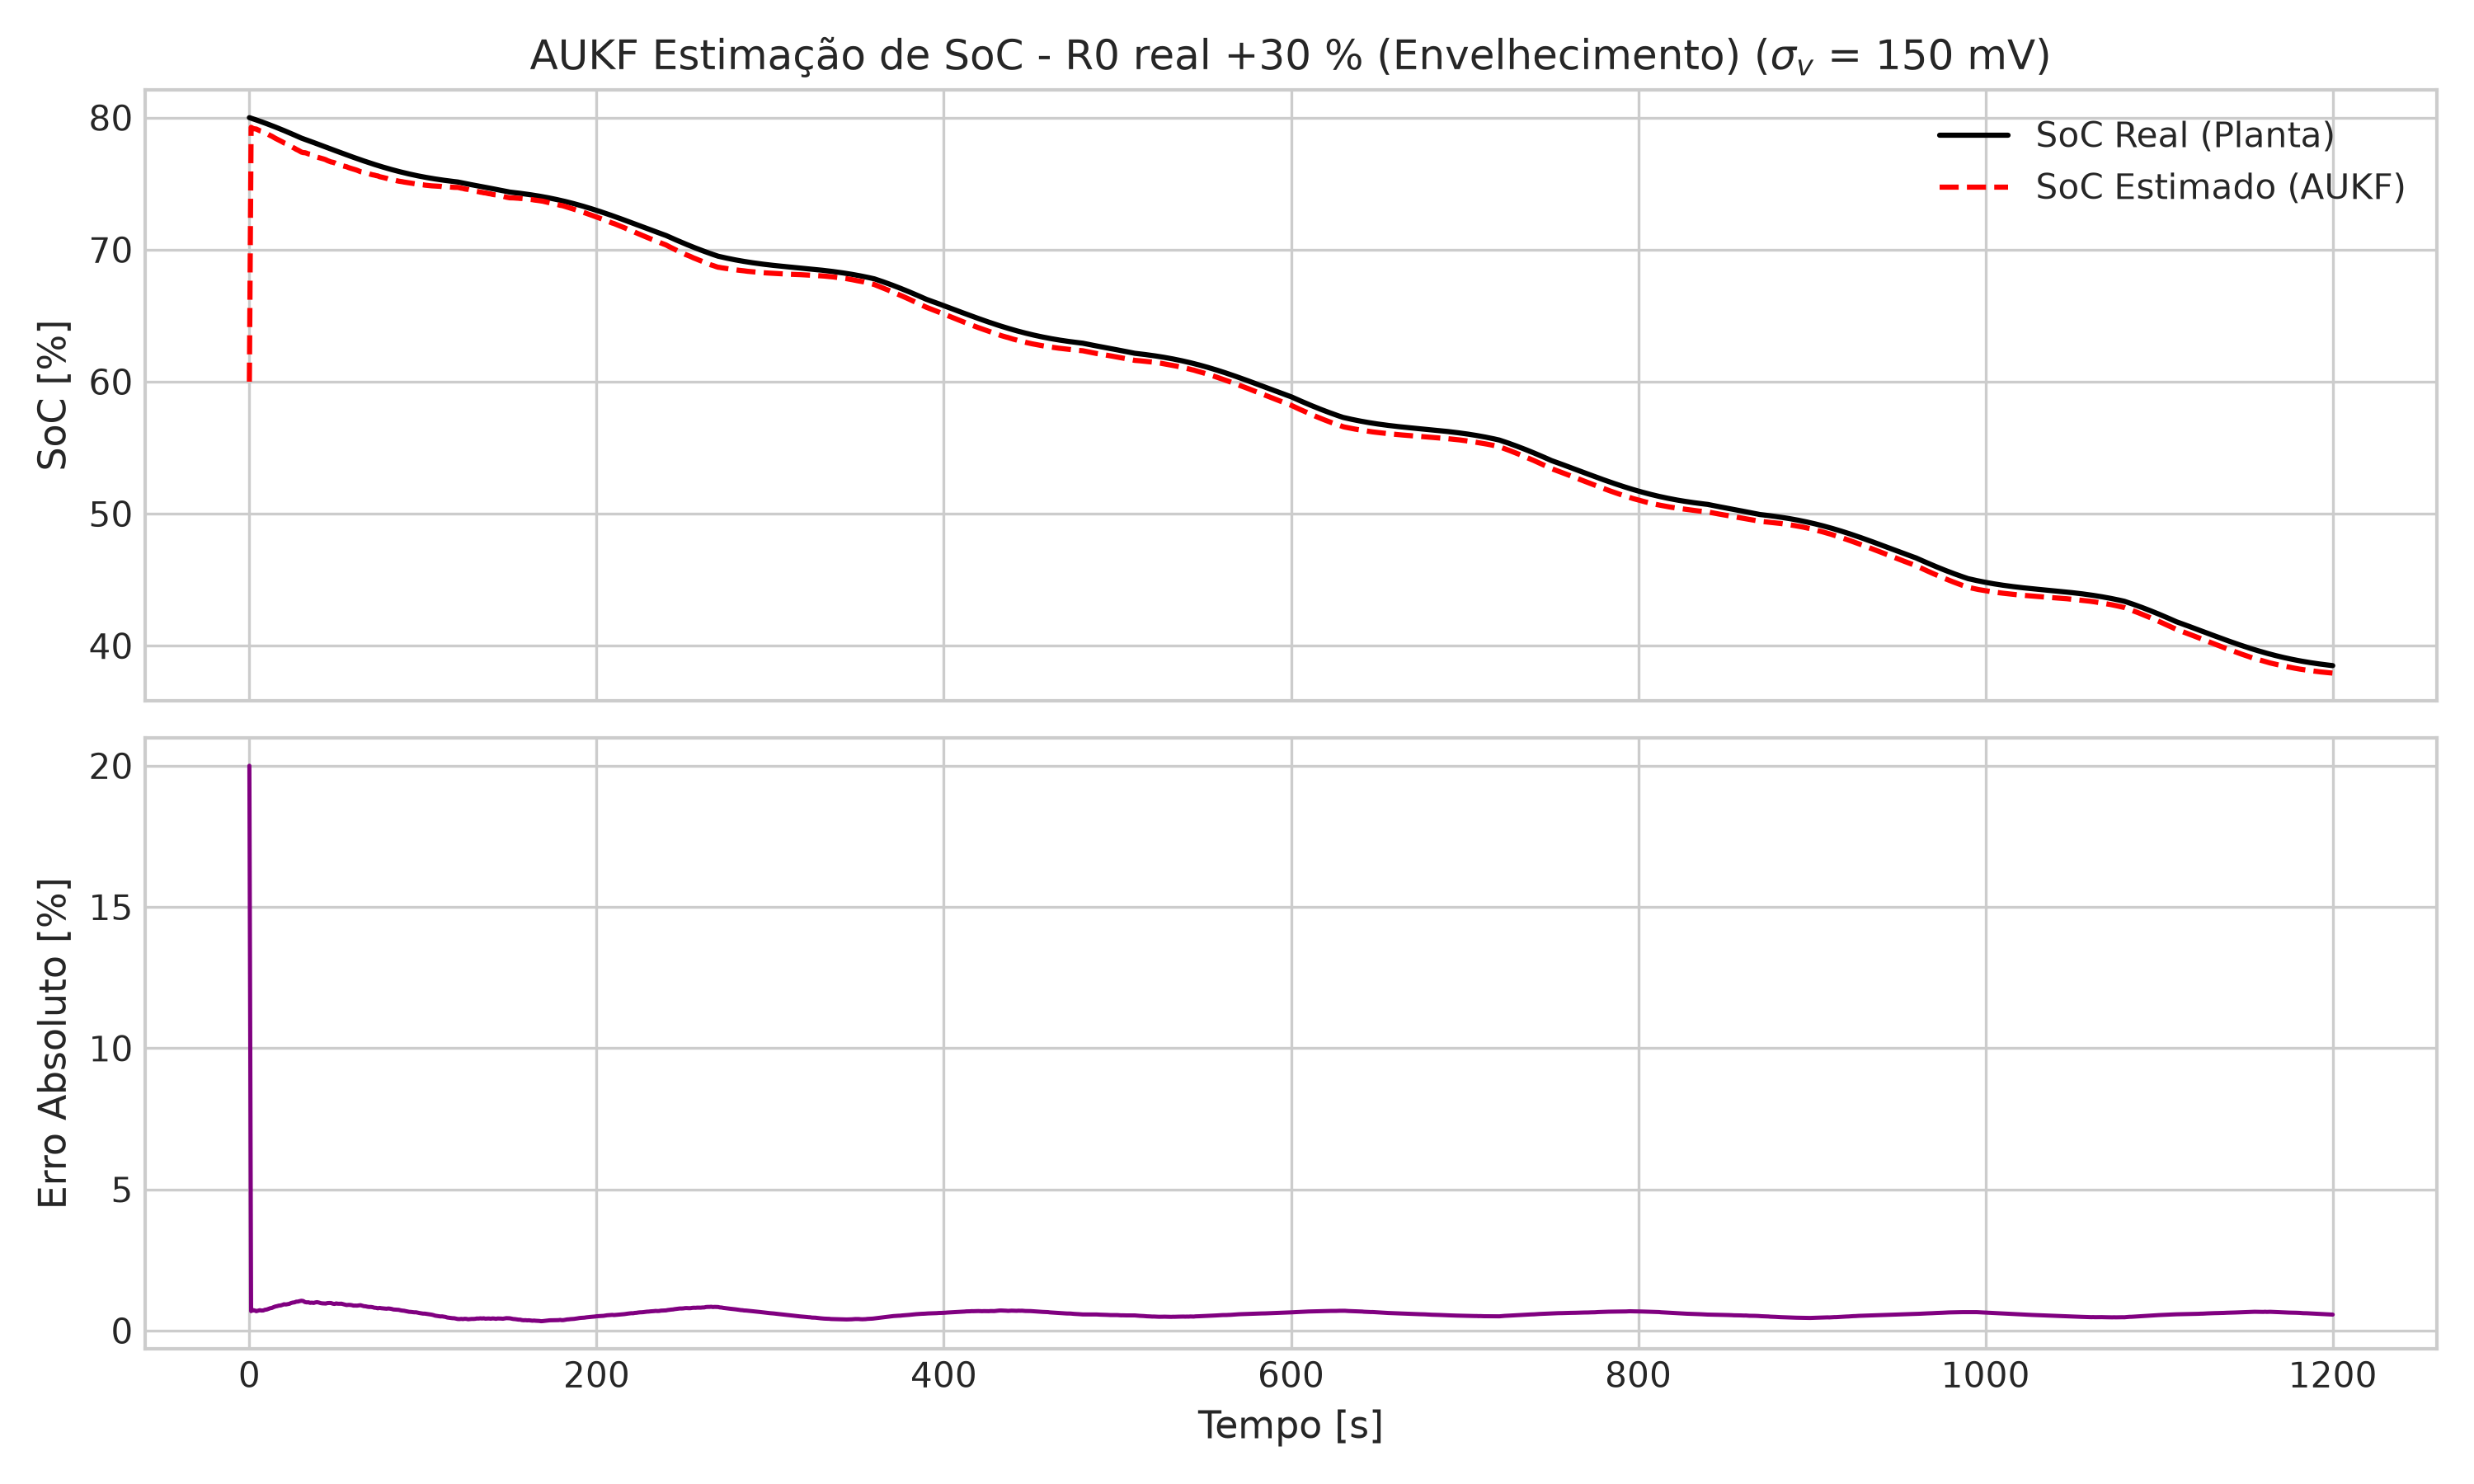 AUKF Estimação de SoC - R0 real +30 % (Envelhecimento) (σᵥ = 150 mV)
SoC Real (Planta)
SoC Estimado (AUKF)
SoC [%]
80
70
60
50
40
Erro Absoluto [%]
20
15
10
5
0
0 200 400 600 800 1000 1200
Tempo [s]